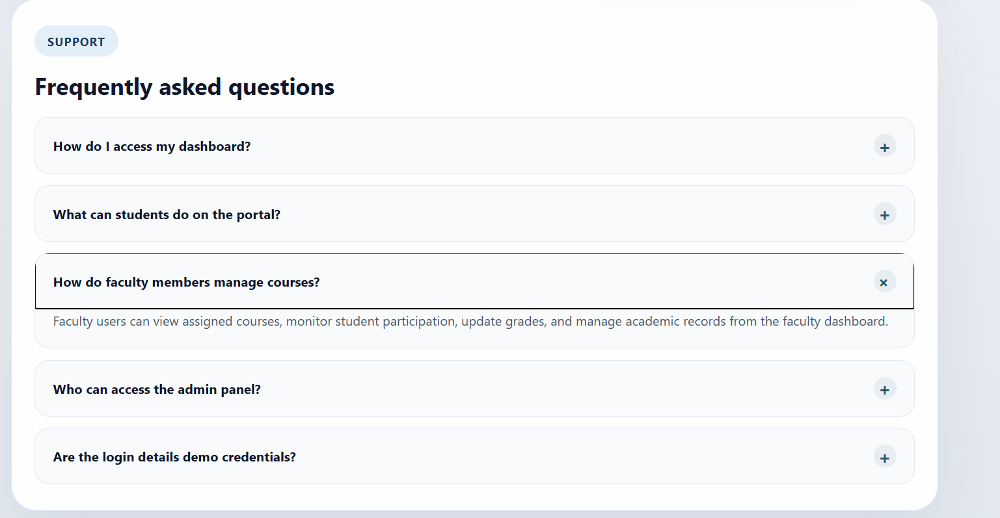 SUPPORT
Frequently asked questions
How do I access my dashboard?
+
What can students do on the portal?
+
How do faculty members manage courses?
×
Faculty users can view assigned courses, monitor student participation, update grades, and manage academic records from the faculty dashboard.
Who can access the admin panel?
+
Are the login details demo credentials?
+